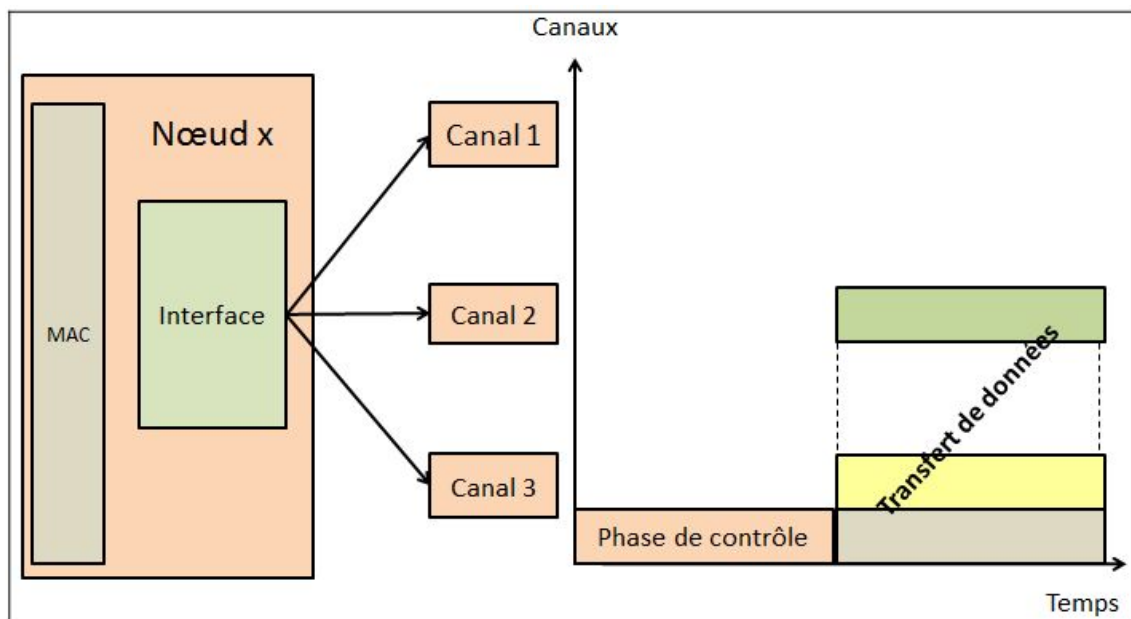 Canaux
Nœud x
MAC
Interface
Canal 1
Canal 2
Canal 3
Transfert de données
Phase de contrôle
Temps